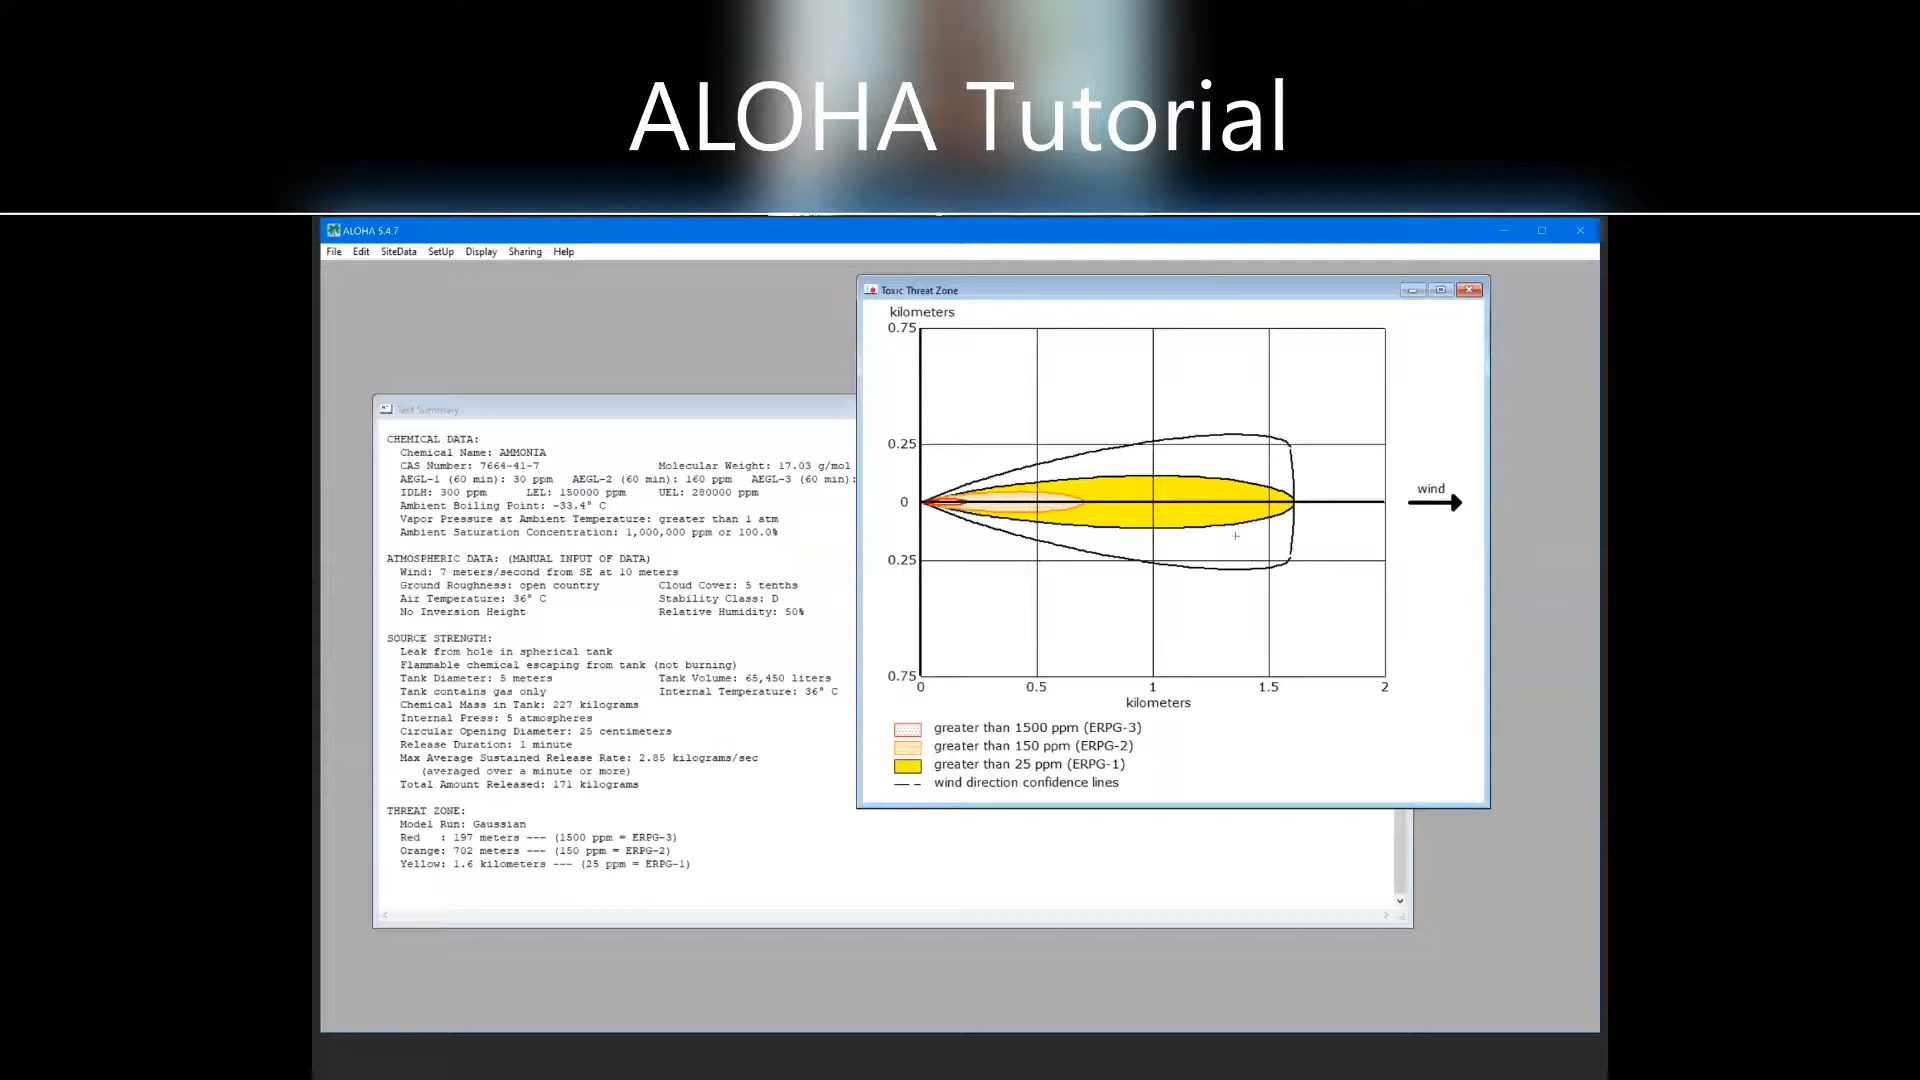 ALOHA Tutorial
ALOHA 5.4.7
File Edit SiteData SetUp Display Sharing Help
Text Summary
CHEMICAL DATA:
Chemical Name: AMMONIA
CAS Number: 7664-41-7 Molecular Weight: 17.03 g/mol
AEGL-1 (60 min): 30 ppm AEGL-2 (60 min): 160 ppm AEGL-3 (60 min):
IDLH: 300 ppm LEL: 150000 ppm UEL: 280000 ppm
Ambient Boiling Point: -33.4° C
Vapor Pressure at Ambient Temperature: greater than 1 atm
Ambient Saturation Concentration: 1,000,000 ppm or 100.0%
ATMOSPHERIC DATA: (MANUAL INPUT OF DATA)
Wind: 7 meters/second from SE at 10 meters
Ground Roughness: open country Cloud Cover: 5 tenths
Air Temperature: 36° C Stability Class: D
No Inversion Height Relative Humidity: 50%
SOURCE STRENGTH:
Leak from hole in spherical tank
Flammable chemical escaping from tank (not burning)
Tank Diameter: 5 meters Tank Volume: 65,450 liters
Tank contains gas only Internal Temperature: 36° C
Chemical Mass in Tank: 227 kilograms
Internal Press: 5 atmospheres
Circular Opening Diameter: 25 centimeters
Release Duration: 1 minute
Max Average Sustained Release Rate: 2.85 kilograms/sec
(averaged over a minute or more)
Total Amount Released: 171 kilograms
THREAT ZONE:
Model Run: Gaussian
Red : 197 meters --- (1500 ppm = ERPG-3)
Orange: 702 meters --- (150 ppm = ERPG-2)
Yellow: 1.6 kilometers --- (25 ppm = ERPG-1)
Toxic Threat Zone
kilometers
0.75
0.25
0
0.25
0.75
0 0.5 1 1.5 2
kilometers
wind
greater than 1500 ppm (ERPG-3)
greater than 150 ppm (ERPG-2)
greater than 25 ppm (ERPG-1)
wind direction confidence lines